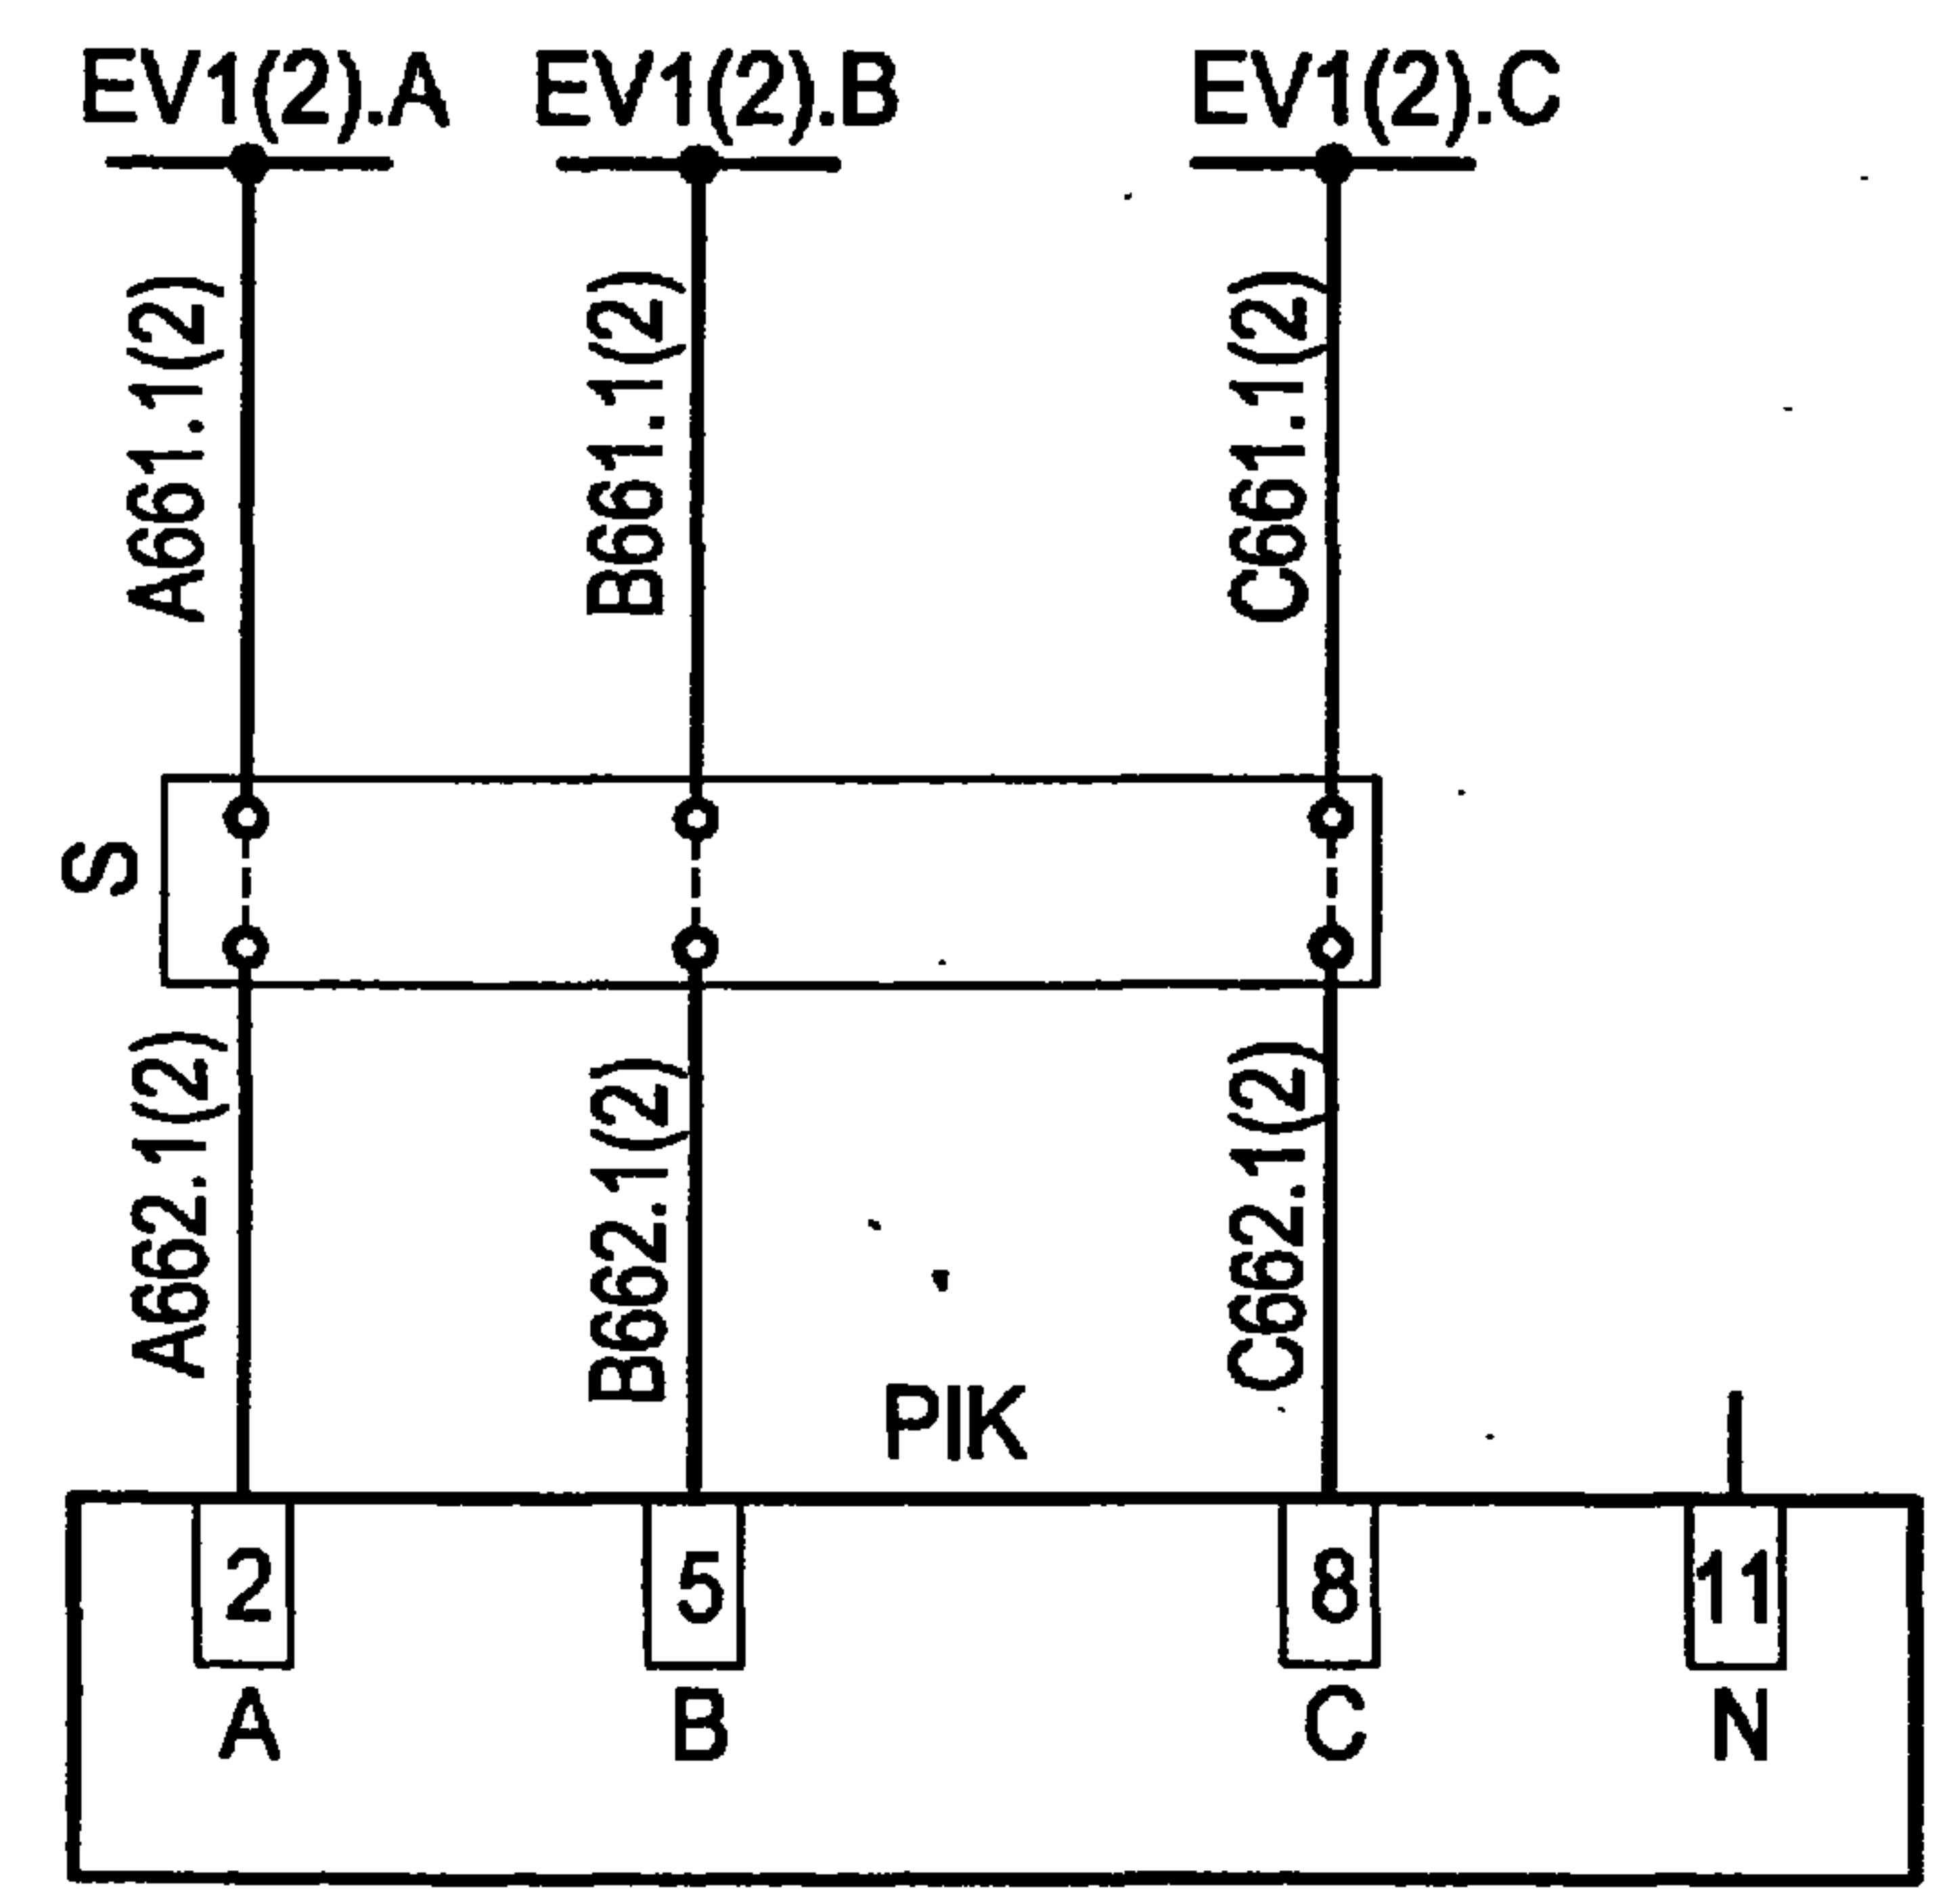 EV1(2).A EV1(2).B EV1(2).C
A661.1(2) B661.1(2) C661.1(2)
S
A662.1(2) B662.1(2) C662.1(2)
PIK
2 5 8 11
A B C N